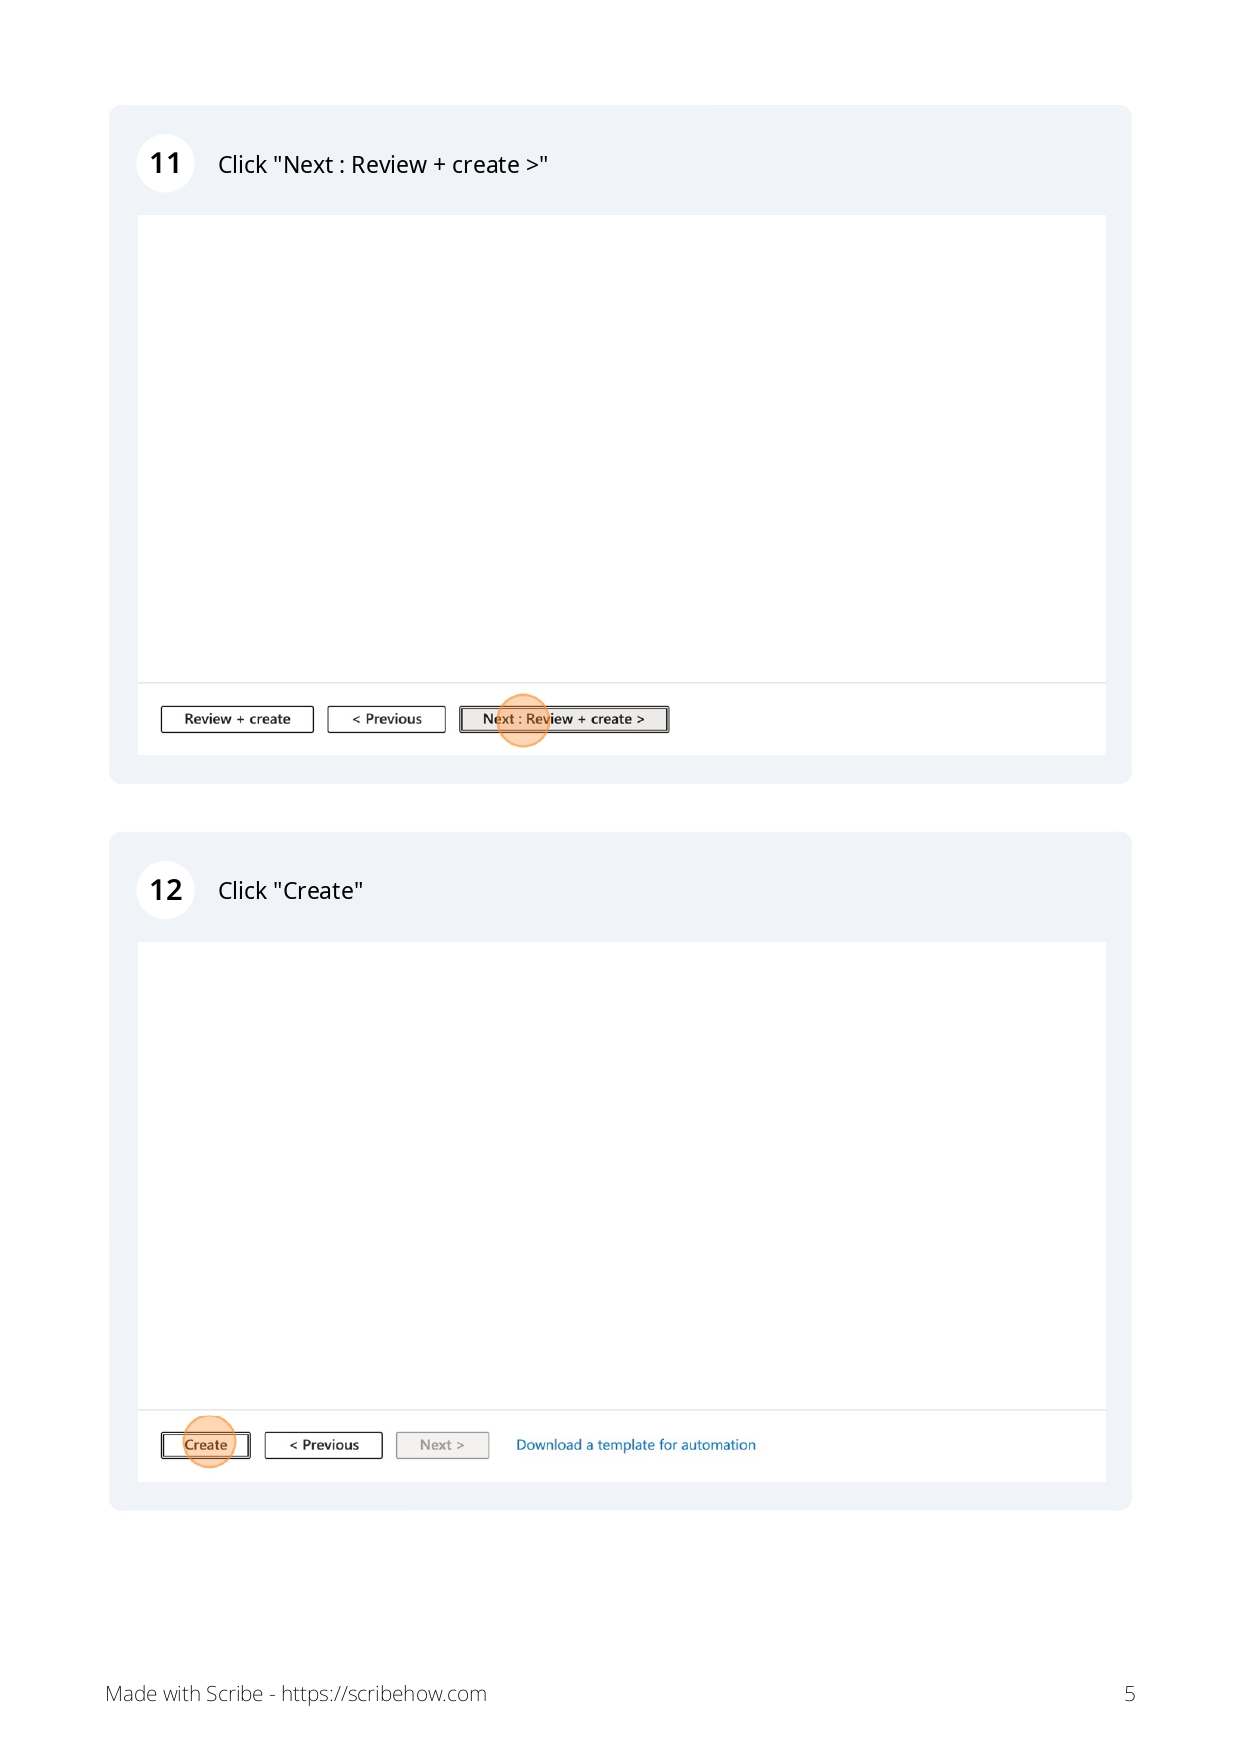 11 Click "Next : Review + create >"
Review + create < Previous Next : Review + create >
12 Click "Create"
Create < Previous Next > Download a template for automation
Made with Scribe - https://scribehow.com 5